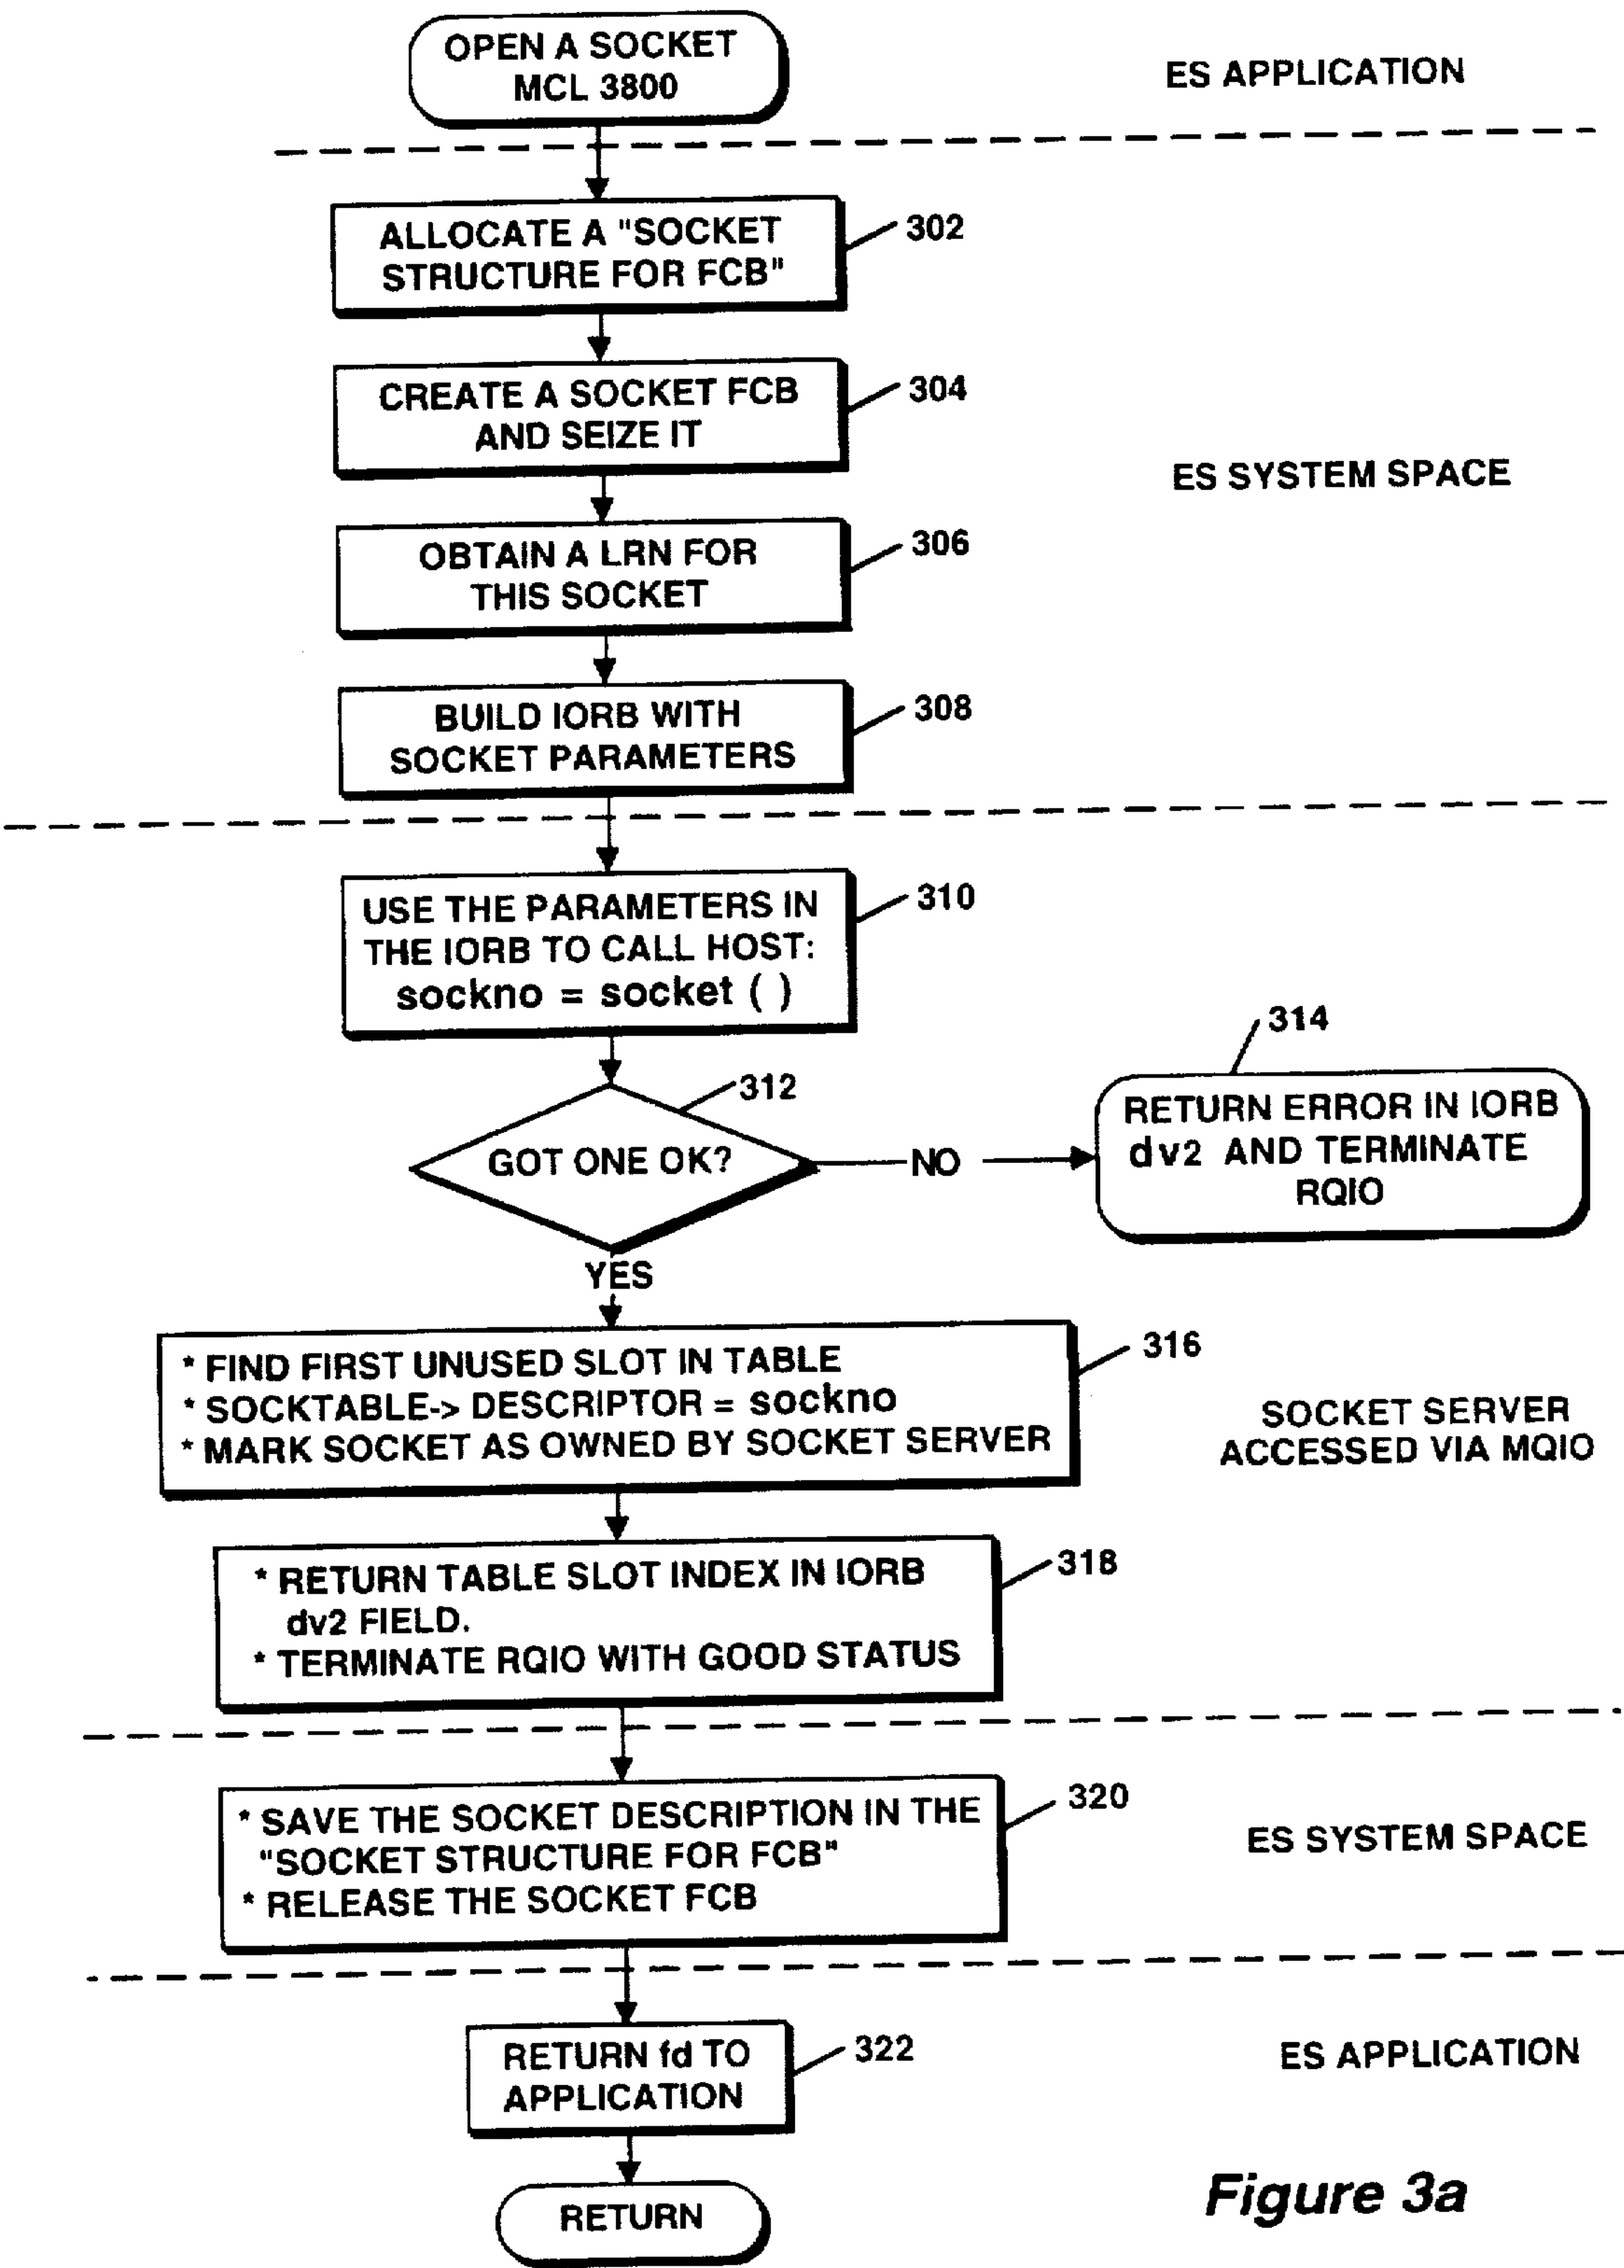 OPEN A SOCKET
MCL 3800
ES APPLICATION
ALLOCATE A "SOCKET
STRUCTURE FOR FCB"
302
CREATE A SOCKET FCB
AND SEIZE IT
304
ES SYSTEM SPACE
OBTAIN A LRN FOR
THIS SOCKET
306
BUILD IORB WITH
SOCKET PARAMETERS
308
USE THE PARAMETERS IN
THE IORB TO CALL HOST:
sockno = socket ( )
310
312
GOT ONE OK?
NO
314
RETURN ERROR IN IORB
dv2 AND TERMINATE
RQIO
YES
* FIND FIRST UNUSED SLOT IN TABLE
* SOCKTABLE-> DESCRIPTOR = sockno
* MARK SOCKET AS OWNED BY SOCKET SERVER
316
SOCKET SERVER
ACCESSED VIA MQIO
* RETURN TABLE SLOT INDEX IN IORB
dv2 FIELD.
* TERMINATE RQIO WITH GOOD STATUS
318
* SAVE THE SOCKET DESCRIPTION IN THE
"SOCKET STRUCTURE FOR FCB"
* RELEASE THE SOCKET FCB
320
ES SYSTEM SPACE
RETURN fd TO
APPLICATION
322
ES APPLICATION
RETURN
Figure 3a